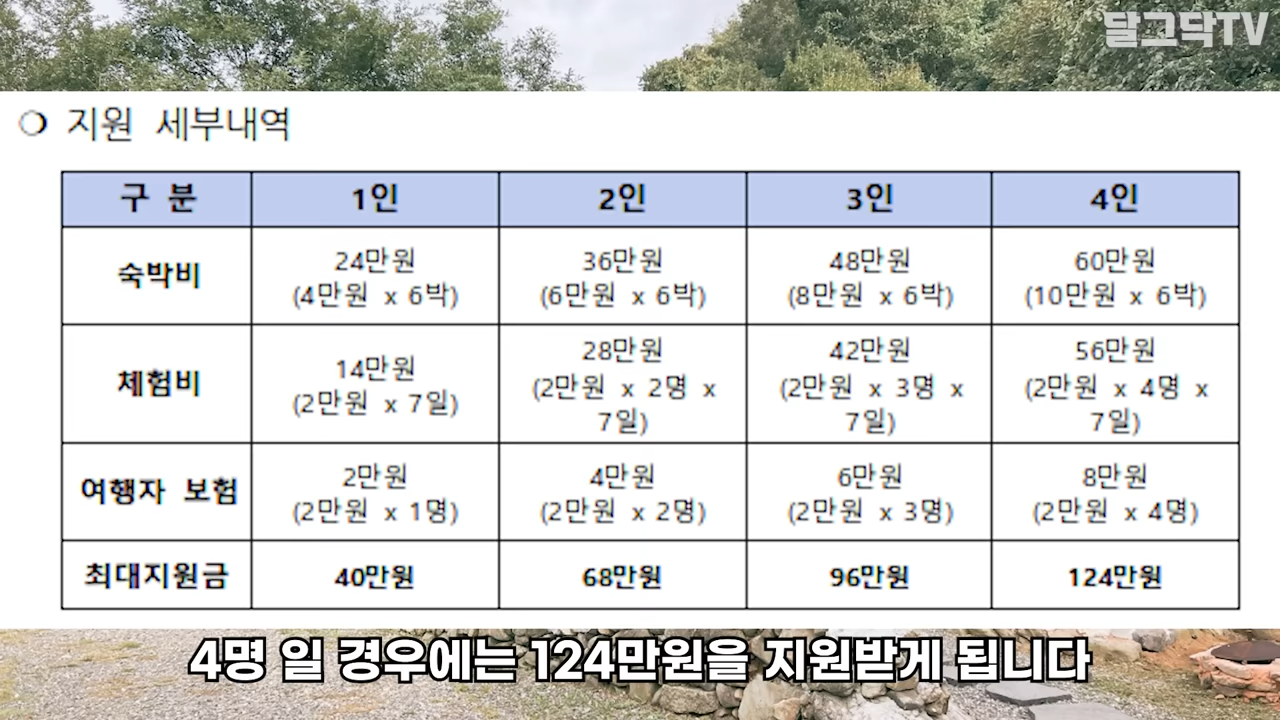 달그닥TV
❍ 지원 세부내역
구 분 1인 2인 3인 4인
숙박비
24만원
(4만원 x 6박)
36만원
(6만원 x 6박)
48만원
(8만원 x 6박)
60만원
(10만원 x 6박)
체험비
14만원
(2만원 x 7일)
28만원
(2만원 x 2명 x
7일)
42만원
(2만원 x 3명 x
7일)
56만원
(2만원 x 4명 x
7일)
여행자 보험
2만원
(2만원 x 1명)
4만원
(2만원 x 2명)
6만원
(2만원 x 3명)
8만원
(2만원 x 4명)
최대지원금 40만원 68만원 96만원 124만원
4명 일 경우에는 124만원을 지원받게 됩니다